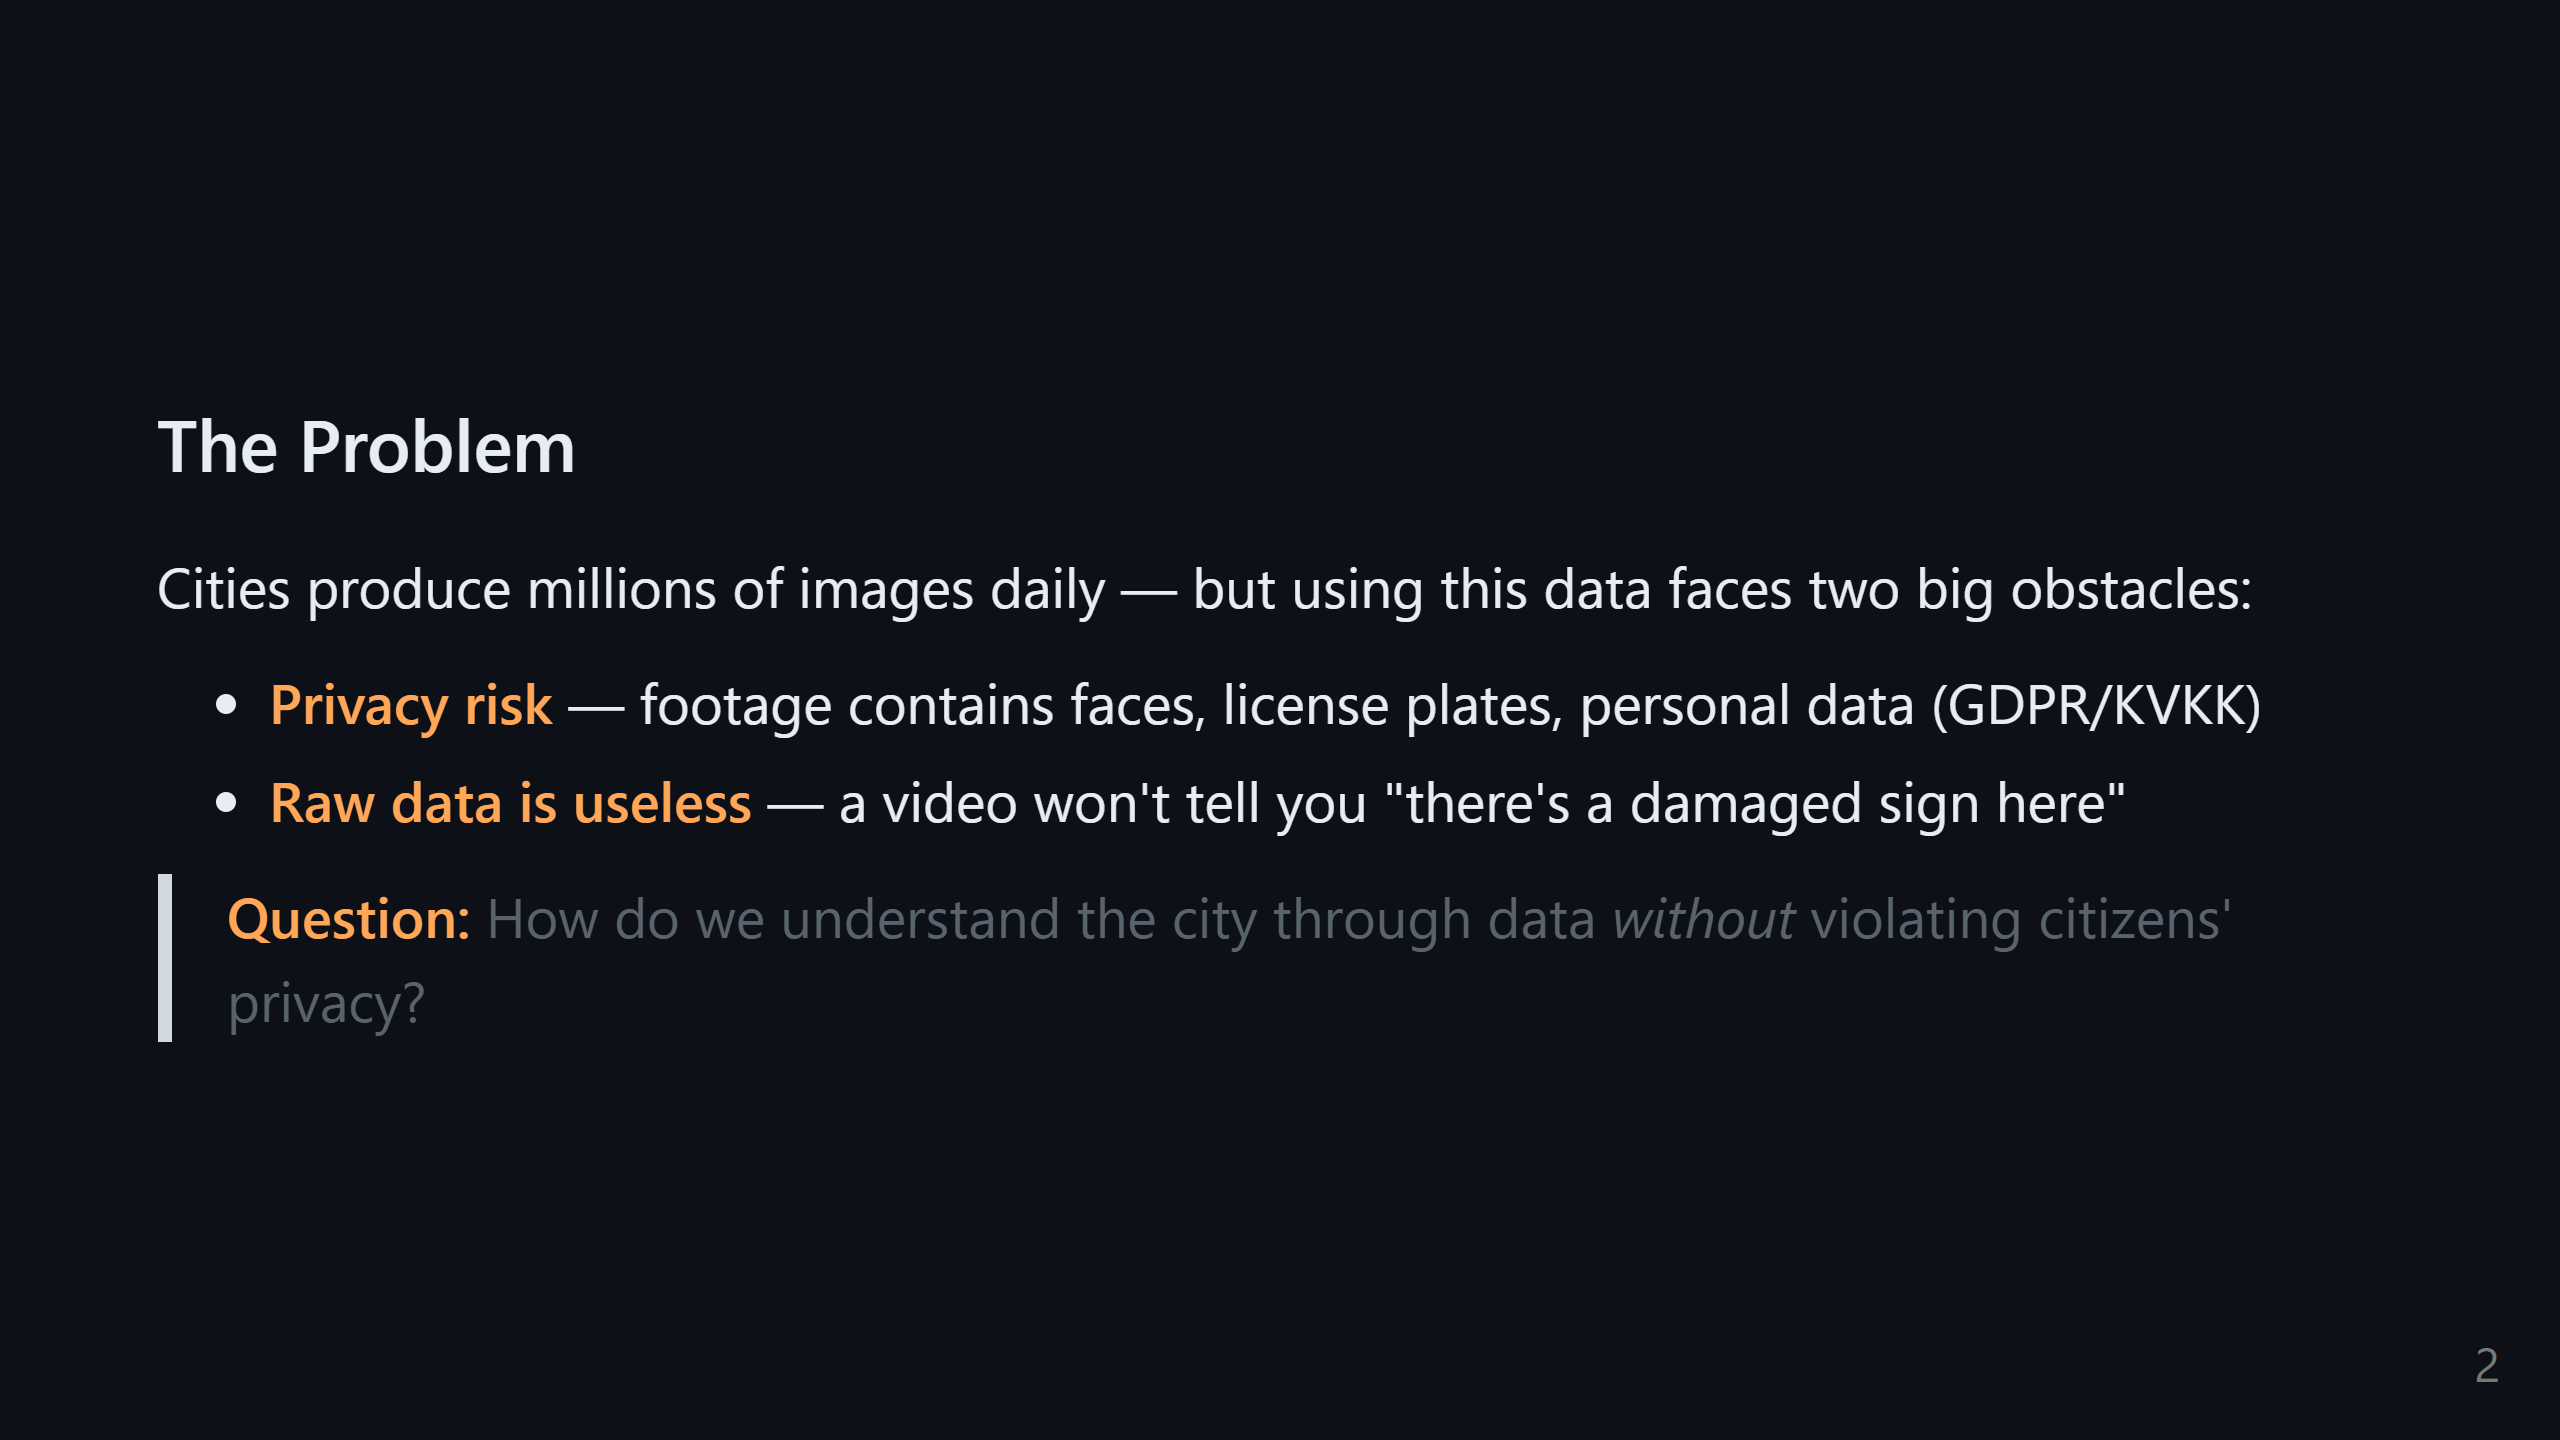 The Problem
Cities produce millions of images daily — but using this data faces two big obstacles:
• Privacy risk — footage contains faces, license plates, personal data (GDPR/KVKK)
• Raw data is useless — a video won't tell you "there's a damaged sign here"
Question: How do we understand the city through data without violating citizens'
privacy?
2